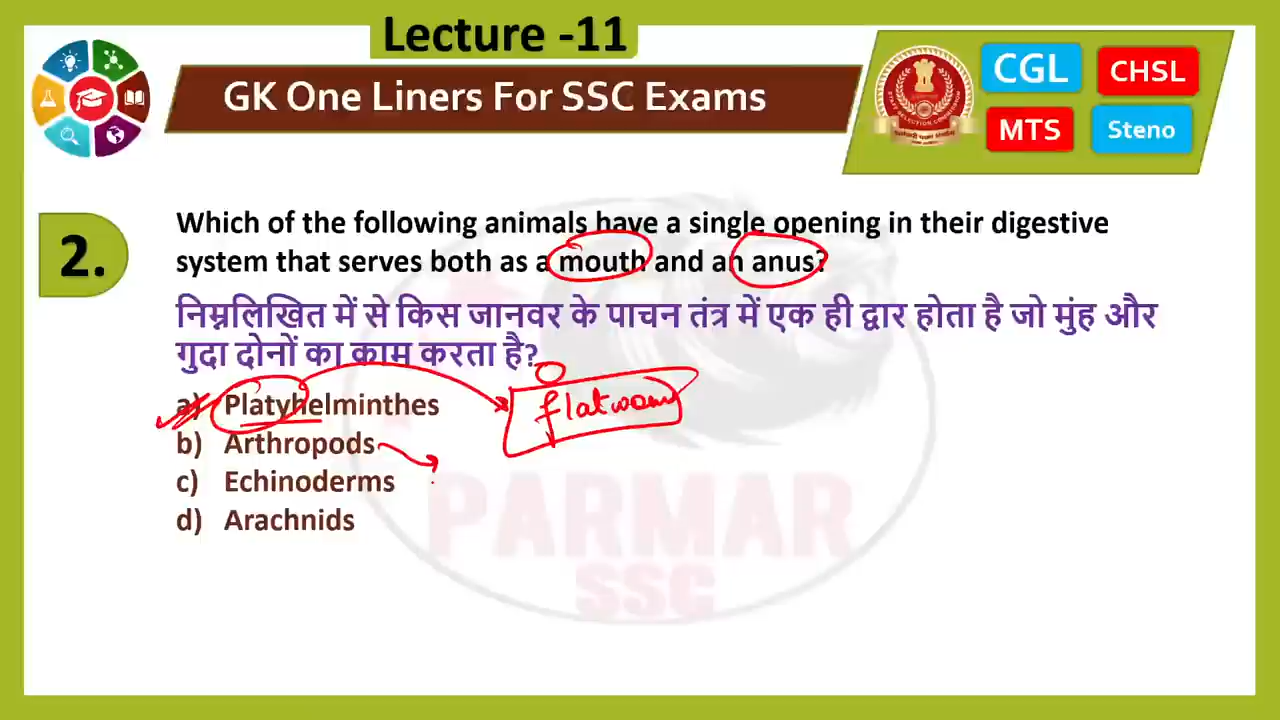 Lecture -11
GK One Liners For SSC Exams
CGL
CHSL
MTS
Steno
2.
Which of the following animals have a single opening in their digestive
system that serves both as a mouth and an anus?
निम्नलिखित में से किस जानवर के पाचन तंत्र में एक ही द्वार होता है जो मुंह और
गुदा दोनों का काम करता है?
a) Platyhelminthes
flatworm
b) Arthropods
c) Echinoderms
d) Arachnids
PARMAR
SSC